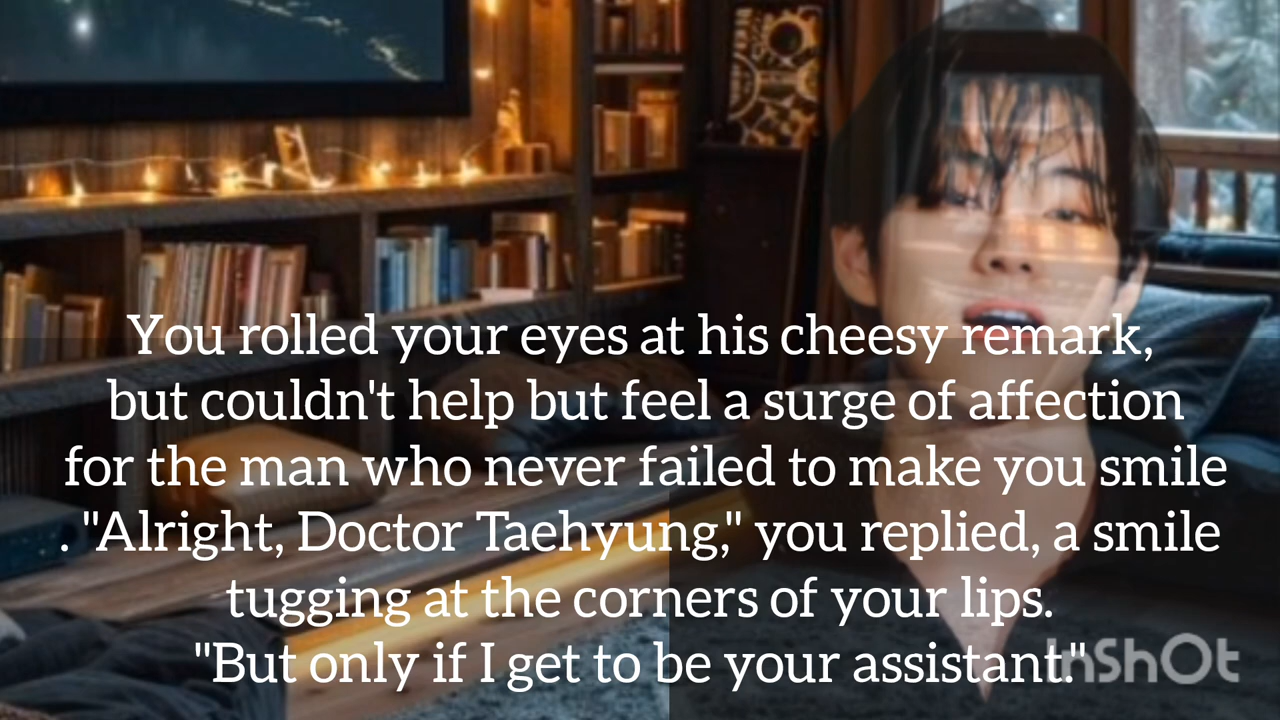 You rolled your eyes at his cheesy remark,
but couldn't help but feel a surge of affection
for the man who never failed to make you smile
. "Alright, Doctor Taehyung," you replied, a smile
tugging at the corners of your lips.
"But only if I get to be your assistant."
InShOt